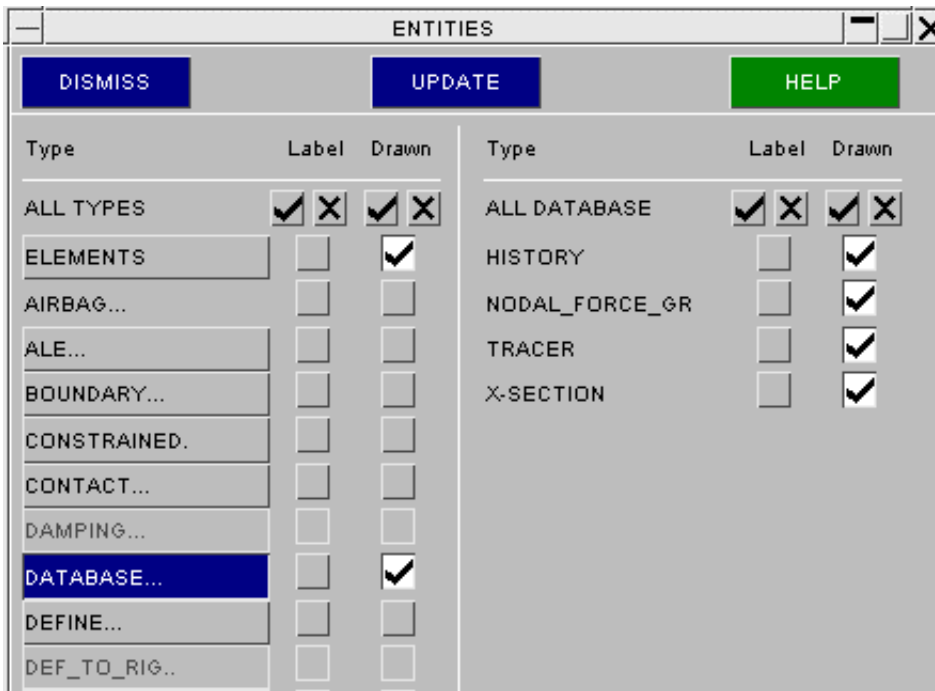 ENTITIES
DISMISS UPDATE HELP
Type Label Drawn
ALL TYPES
ELEMENTS
AIRBAG...
ALE...
BOUNDARY...
CONSTRAINED.
CONTACT...
DAMPING...
DATABASE...
DEFINE...
DEF_TO_RIG..
Type Label Drawn
ALL DATABASE
HISTORY
NODAL_FORCE_GR
TRACER
X-SECTION